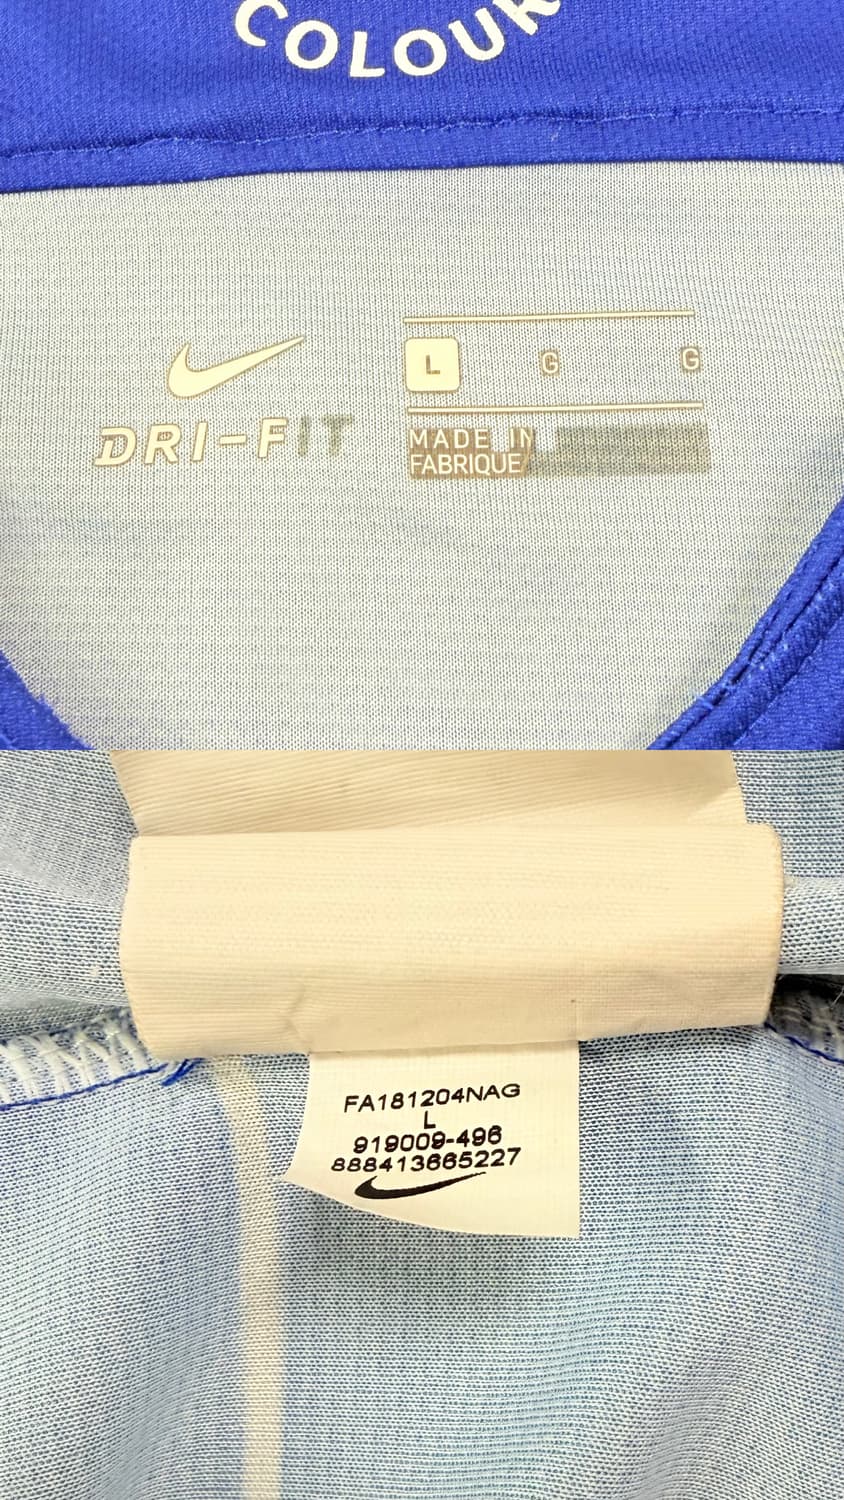 COLOUR
DRI-FIT
L G G
MADE IN
FABRIQUE
FA181204NAG
L
919009-496
888413665227